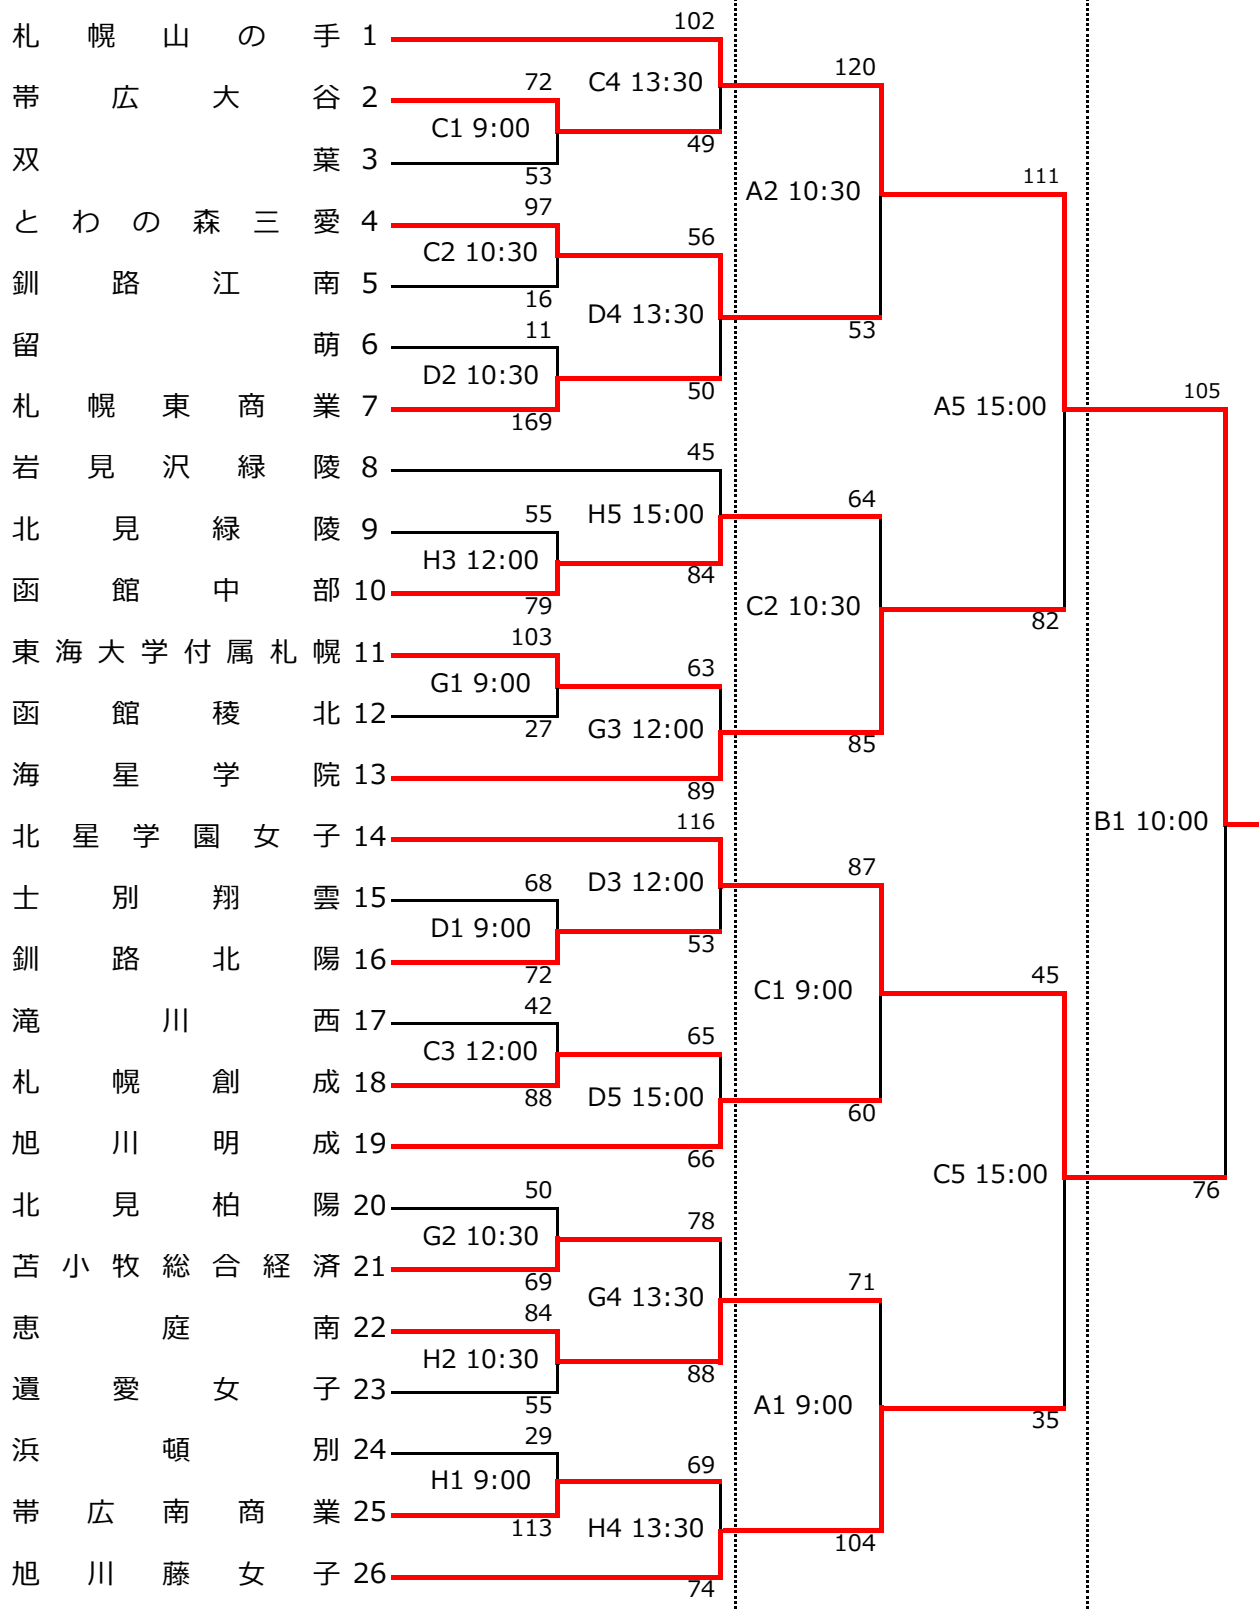 102
札幌山の手 1
120
C4 13:30
72
帯広大谷 2
C1 9:00
49
双葉 3
53
111
A2 10:30
97
とわの森三愛 4
56
C2 10:30
釧路江南 5
16
D4 13:30
11
53
留萌 6
D2 10:30
50
105
札幌東商業 7
A5 15:00
169
45
岩見沢緑陵 8
64
55
H5 15:00
北見緑陵 9
H3 12:00
84
函館中部 10
79
C2 10:30
82
103
東海大学付属札幌 11
63
G1 9:00
函館稜北 12
27
G3 12:00
85
海星学院 13
89
116
B1 10:00
北星学園女子 14
87
68
D3 12:00
士別翔雲 15
D1 9:00
53
釧路北陽 16
72
45
C1 9:00
42
滝川西 17
65
C3 12:00
札幌創成 18
88
D5 15:00
60
旭川明成 19
66
C5 15:00
50
76
北見柏陽 20
78
G2 10:30
苫小牧総合経済 21
69
G4 13:30
71
84
恵庭南 22
H2 10:30
88
遺愛女子 23
55
A1 9:00
35
29
浜頓別 24
69
H1 9:00
帯広南商業 25
113
H4 13:30
104
旭川藤女子 26
74